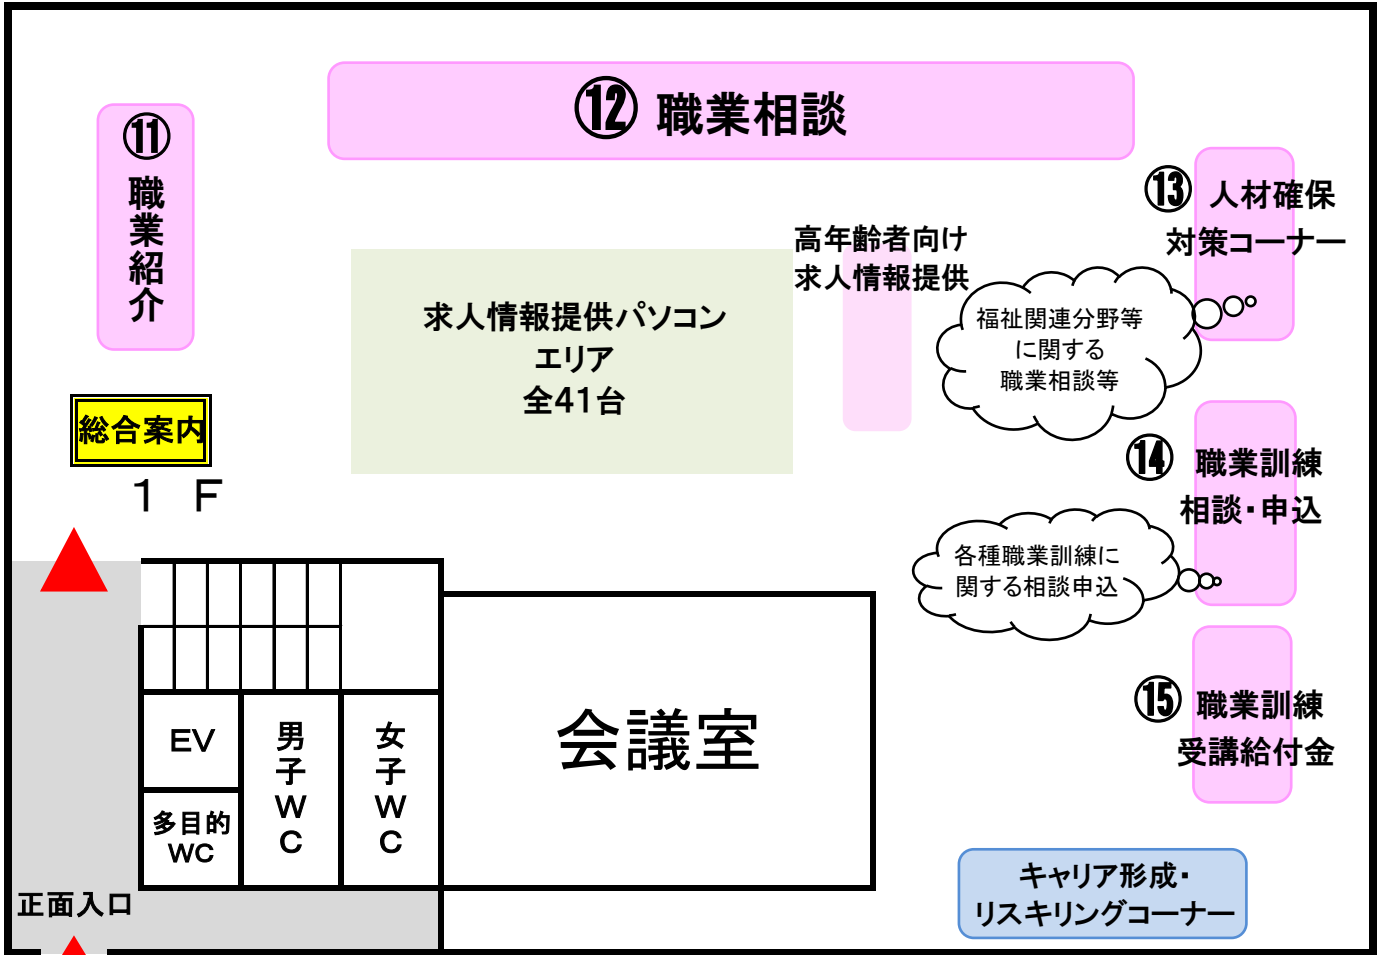 ⑫ 職業相談
⑪
職業紹介
⑬ 人材確保
対策コーナー
高年齢者向け
求人情報提供
求人情報提供パソコン
エリア
全41台
福祉関連分野等
に関する
職業相談等
総合案内
１ Ｆ
⑭ 職業訓練
相談・申込
各種職業訓練に
関する相談申込
⑮ 職業訓練
受講給付金
会議室
EV
男子WC
女子WC
多目的
WC
正面入口
キャリア形成・
リスキリングコーナー